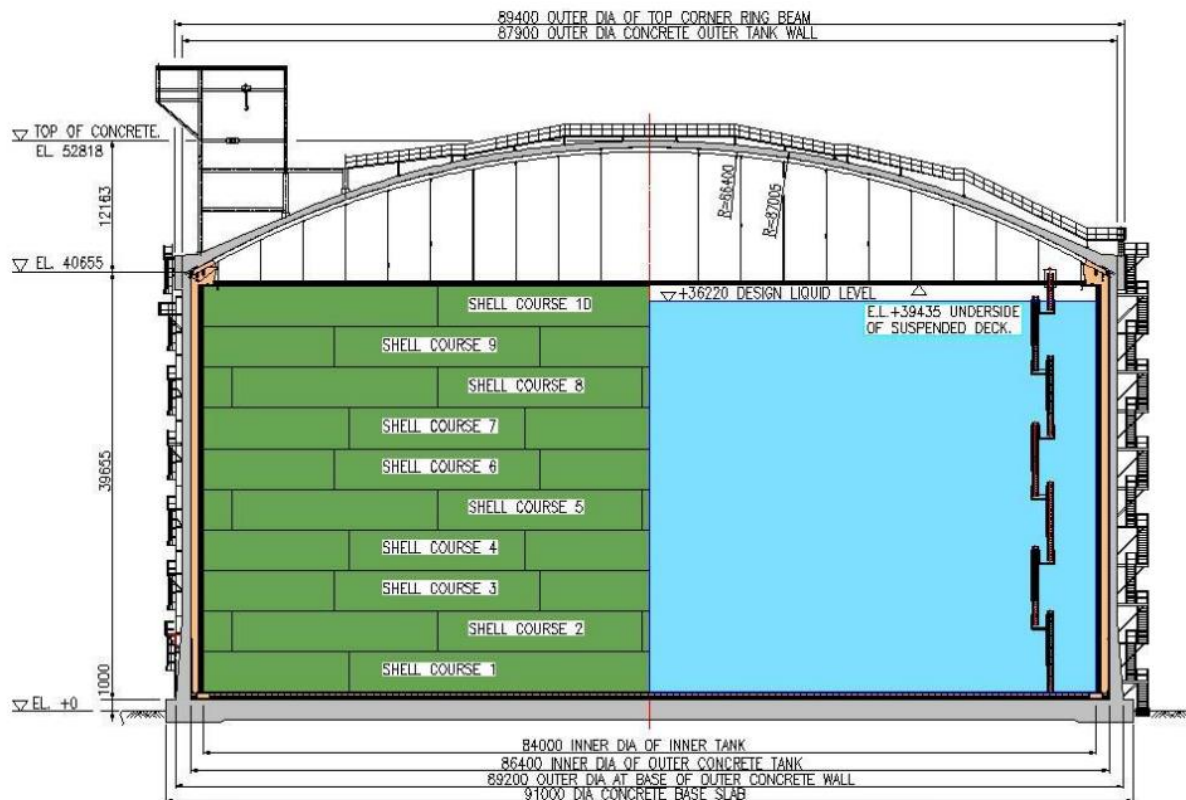 89400 OUTER DIA OF TOP CORNER RING BEAM
87900 OUTER DIA CONCRETE OUTER TANK WALL
TOP OF CONCRETE.
EL. 52818
12163
R=66400
R=87005
EL. 40655
+36220 DESIGN LIQUID LEVEL
E.L.+39435 UNDERSIDE
OF SUSPENDED DECK.
SHELL COURSE 10
SHELL COURSE 9
SHELL COURSE 8
SHELL COURSE 7
39655
SHELL COURSE 6
SHELL COURSE 5
SHELL COURSE 4
SHELL COURSE 3
SHELL COURSE 2
SHELL COURSE 1
1000
EL. +0
84000 INNER DIA OF INNER TANK
86400 INNER DIA OF OUTER CONCRETE TANK
89200 OUTER DIA AT BASE OF OUTER CONCRETE WALL
91000 DIA CONCRETE BASE SLAB